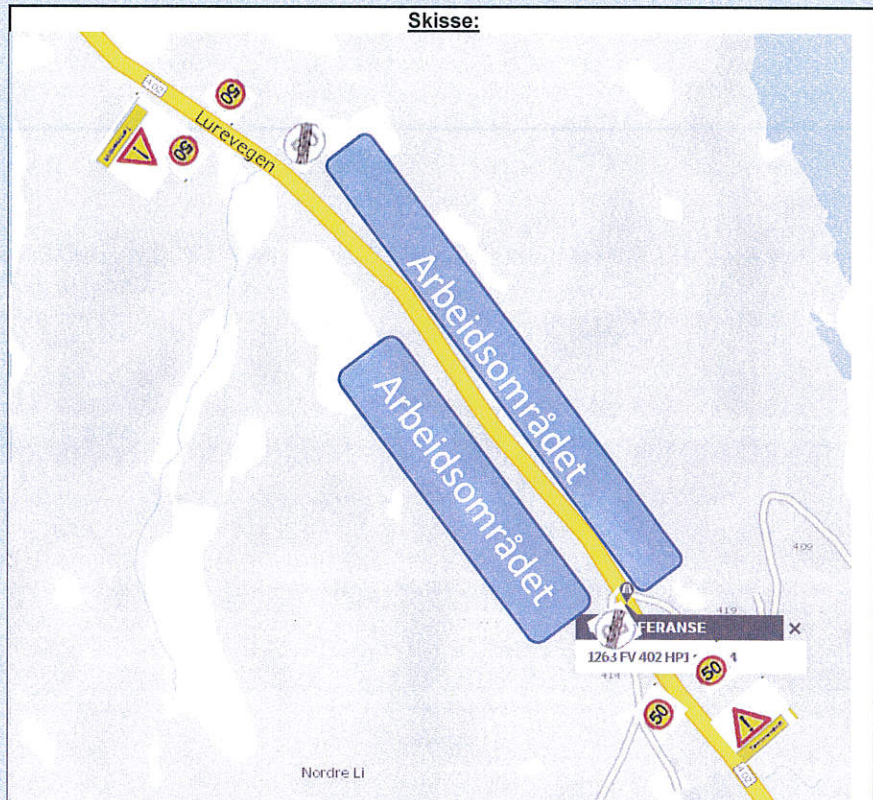 Skisse:
402
50
Lurevegen
50
Arbeidsområdet
Arbeidsområdet
409
419
FERANSE
1263 FV 402 HP1
414
50
50
402
Nordre Li